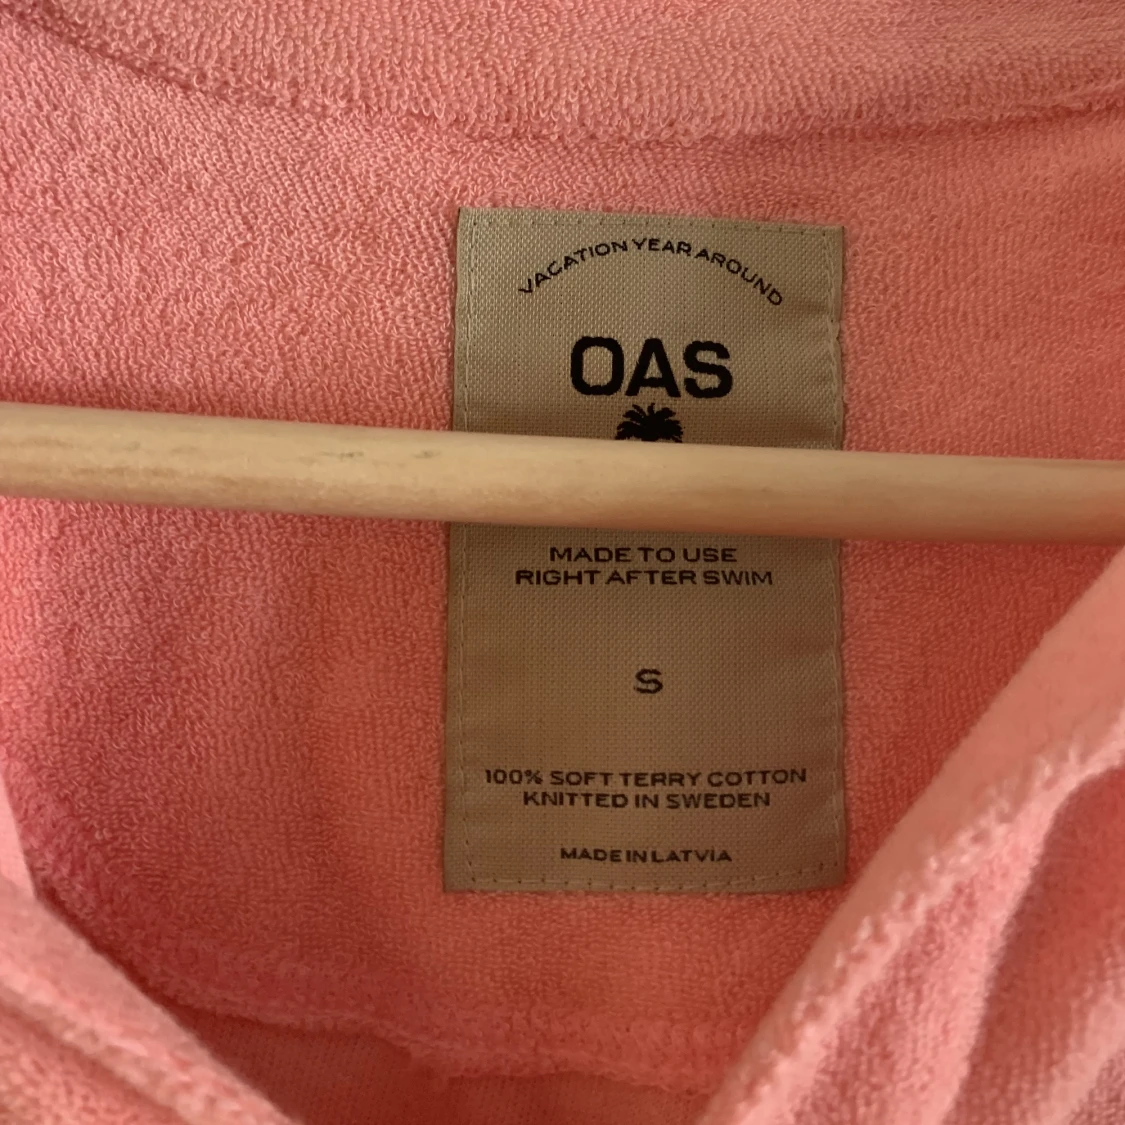 VACATION YEAR AROUND
OAS
MADE TO USE
RIGHT AFTER SWIM
S
100% SOFT TERRY COTTON
KNITTED IN SWEDEN
MADE IN LATVIA